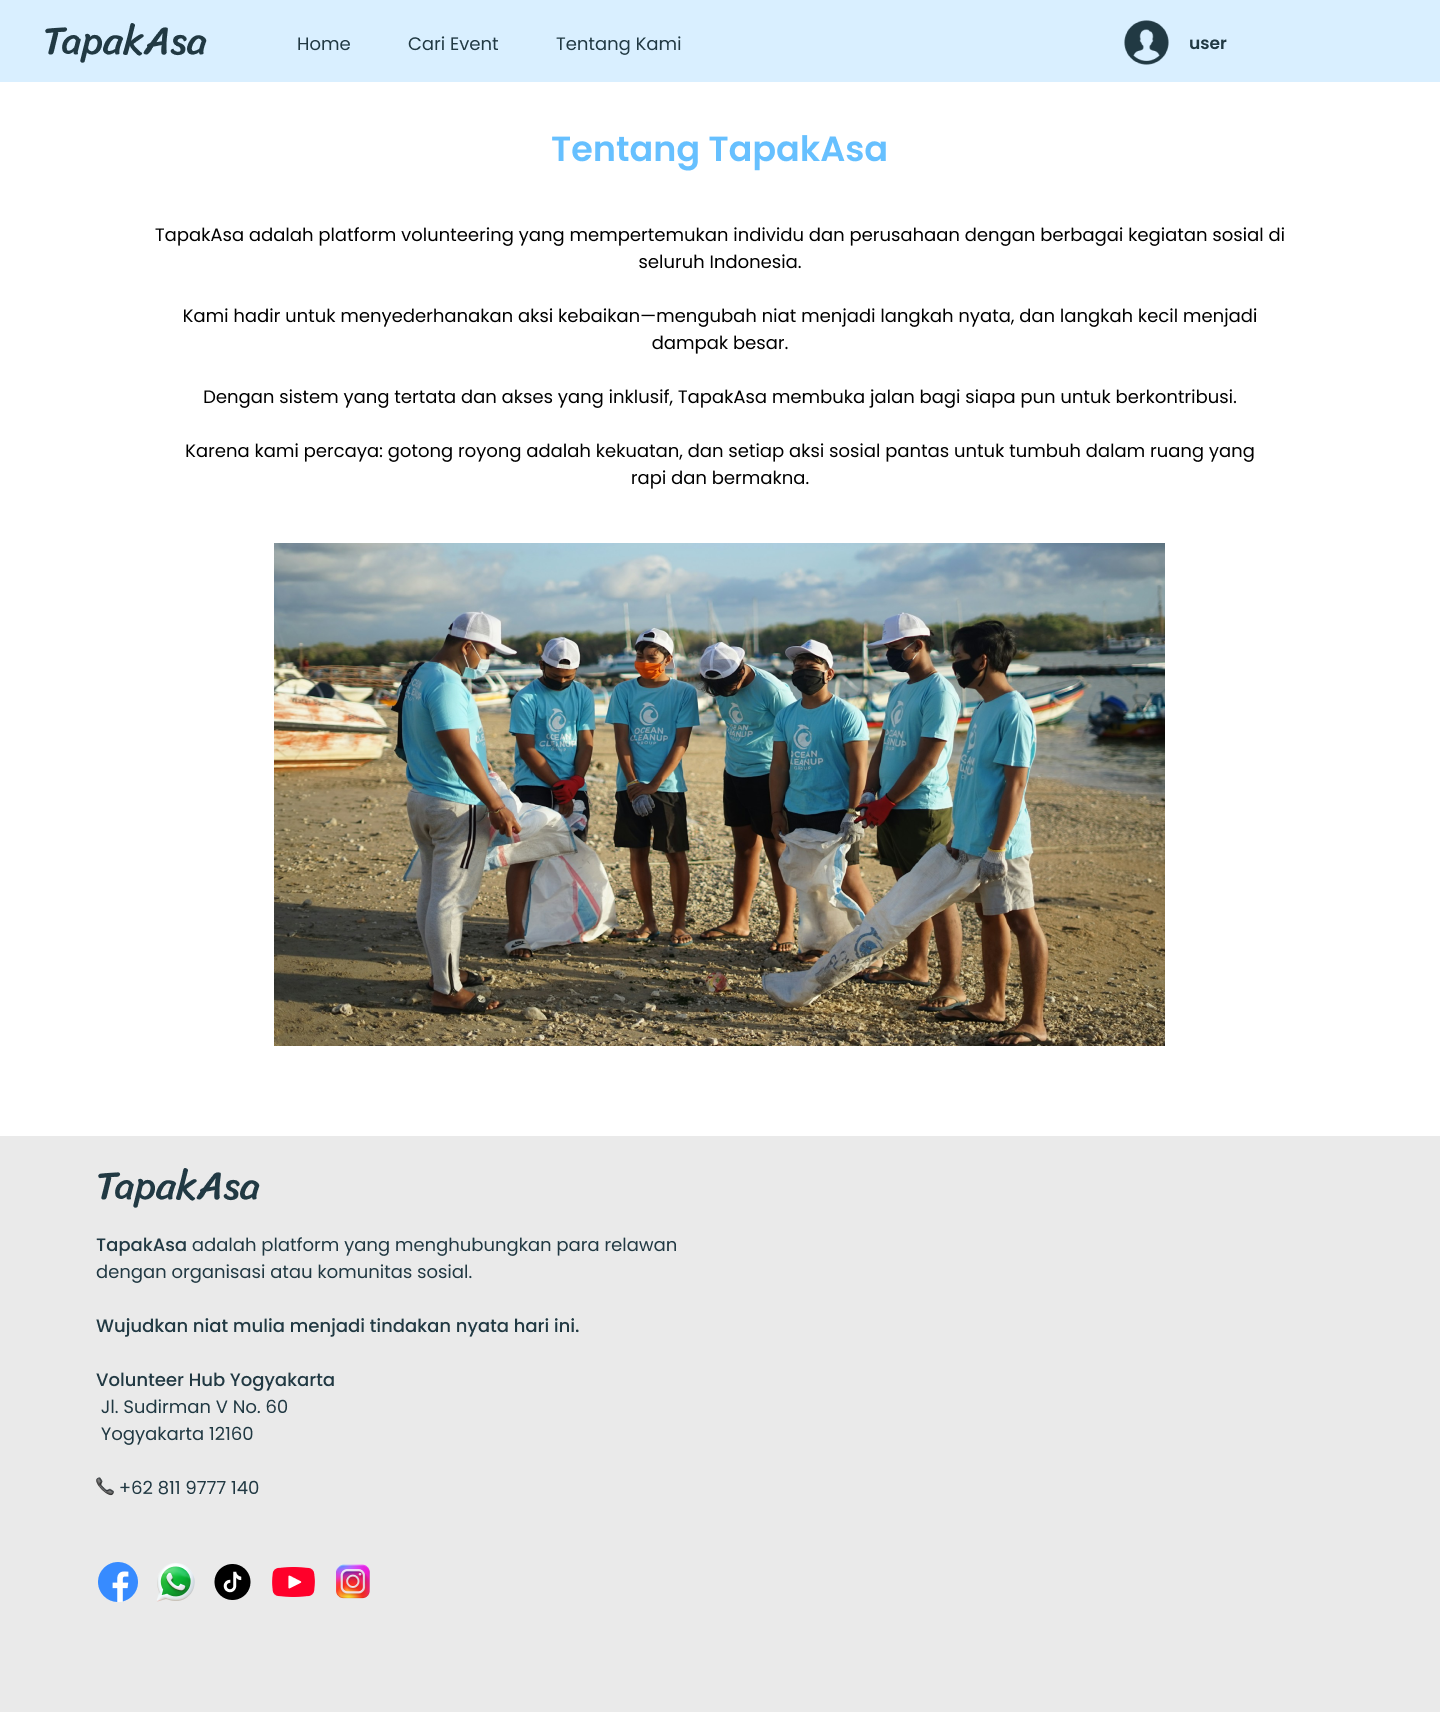 TapakAsa
Home
Cari Event
Tentang Kami
user
Tentang TapakAsa
TapakAsa adalah platform volunteering yang mempertemukan individu dan perusahaan dengan berbagai kegiatan sosial di
seluruh Indonesia.
Kami hadir untuk menyederhanakan aksi kebaikan—mengubah niat menjadi langkah nyata, dan langkah kecil menjadi
dampak besar.
Dengan sistem yang tertata dan akses yang inklusif, TapakAsa membuka jalan bagi siapa pun untuk berkontribusi.
Karena kami percaya: gotong royong adalah kekuatan, dan setiap aksi sosial pantas untuk tumbuh dalam ruang yang
rapi dan bermakna.
OCEAN
CLEANUP
OCEAN
CLEANUP
OCEAN
CLEANUP
TapakAsa
TapakAsa adalah platform yang menghubungkan para relawan
dengan organisasi atau komunitas sosial.
Wujudkan niat mulia menjadi tindakan nyata hari ini.
Volunteer Hub Yogyakarta
Jl. Sudirman V No. 60
Yogyakarta 12160
+62 811 9777 140